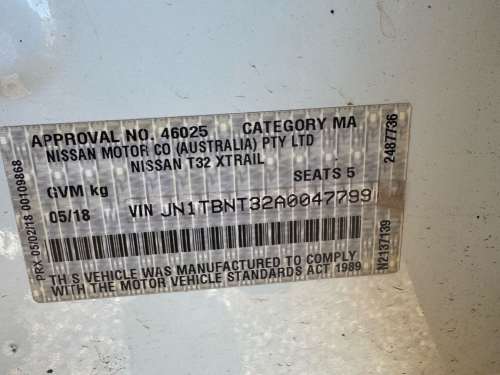 APPROVAL NO. 46025 CATEGORY MA
NISSAN MOTOR CO (AUSTRALIA) PTY LTD
NISSAN T32 XTRAIL
GVM kg SEATS 5
05/18 VIN JN1TBNT32A0047799
THIS VEHICLE WAS MANUFACTURED TO COMPLY
WITH THE MOTOR VEHICLE STANDARDS ACT 1989
PRX 05/02/18 00109868
N2137139 2487736